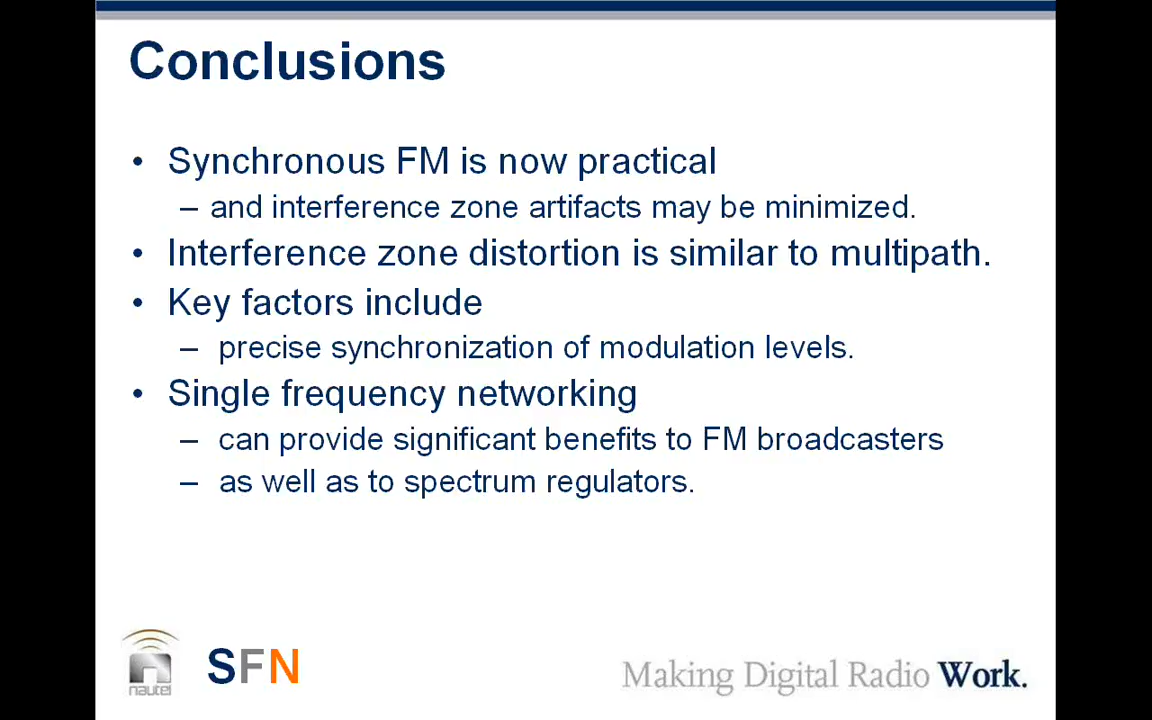 Conclusions
• Synchronous FM is now practical
– and interference zone artifacts may be minimized.
• Interference zone distortion is similar to multipath.
• Key factors include
– precise synchronization of modulation levels.
• Single frequency networking
– can provide significant benefits to FM broadcasters
– as well as to spectrum regulators.
nautel
SFN
Making Digital Radio Work.